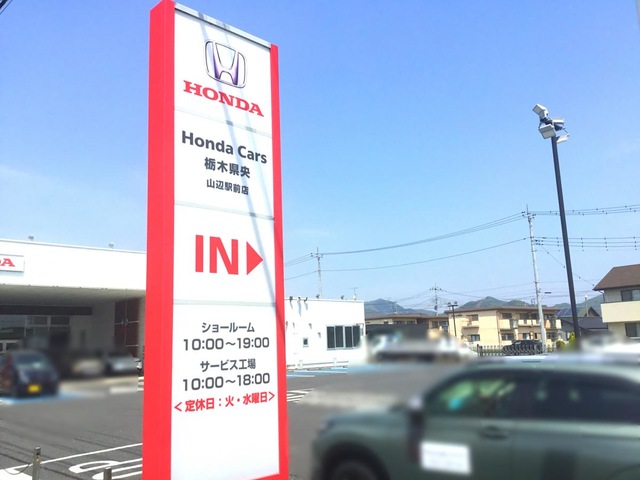 HONDA
Honda Cars
栃木県央
山辺駅前店
IN▶
ショールーム
10:00～19:00
サービス工場
10:00～18:00
<定休日：火・水曜日>
DA